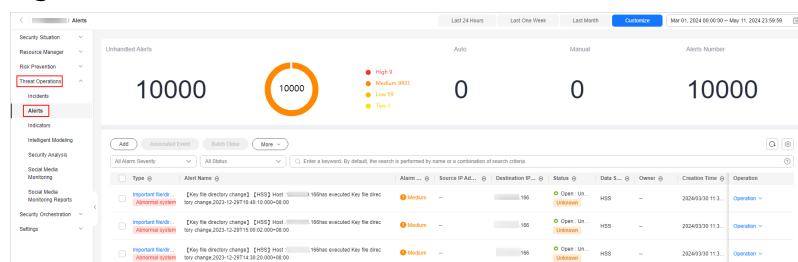 / Alerts
Last 24 Hours Last One Week Last Month Customize Mar 01, 2024 00:00:00 – May 11, 2024 23:59:59
Security Situation
Resource Manager
Risk Prevention
Threat Operations
Incidents
Alerts
Indicators
Intelligent Modeling
Security Analysis
Social Media
Monitoring
Social Media
Monitoring Reports
Security Orchestration
Settings
Unhandled Alerts Auto Manual Alerts Number
10000 10000 0 0 10000
High 9
Medium 9931
Low 59
Tips 1
Add Associated Event Batch Close More
All Alarm Severity All Status Enter a keyword. By default, the search is performed by name or a combination of search criteria.
Type Alert Name Alarm ... Source IP Ad... Destination IP... Status Data S... Owner Creation Time Operation
Important file/dir... 【Key file directory change】 【HSS】 Host : .166has executed Key file direc Medium -- .166 Open : Un... HSS -- 2024/03/30 11:3... Operation
Abnormal system tory change,2023-12-29T16:48:10.000+08:00 Unknown
Important file/dir... 【Key file directory change】 【HSS】 Host : .166has executed Key file direc Medium -- .166 Open : Un... HSS -- 2024/03/30 11:3... Operation
Abnormal system tory change,2023-12-29T15:00:02.000+08:00 Unknown
Important file/dir... 【Key file directory change】 【HSS】 Host : .166has executed Key file direc Medium -- .166 Open : Un... HSS -- 2024/03/30 11:3... Operation
Abnormal system tory change,2023-12-29T14:30:20.000+08:00 Unknown